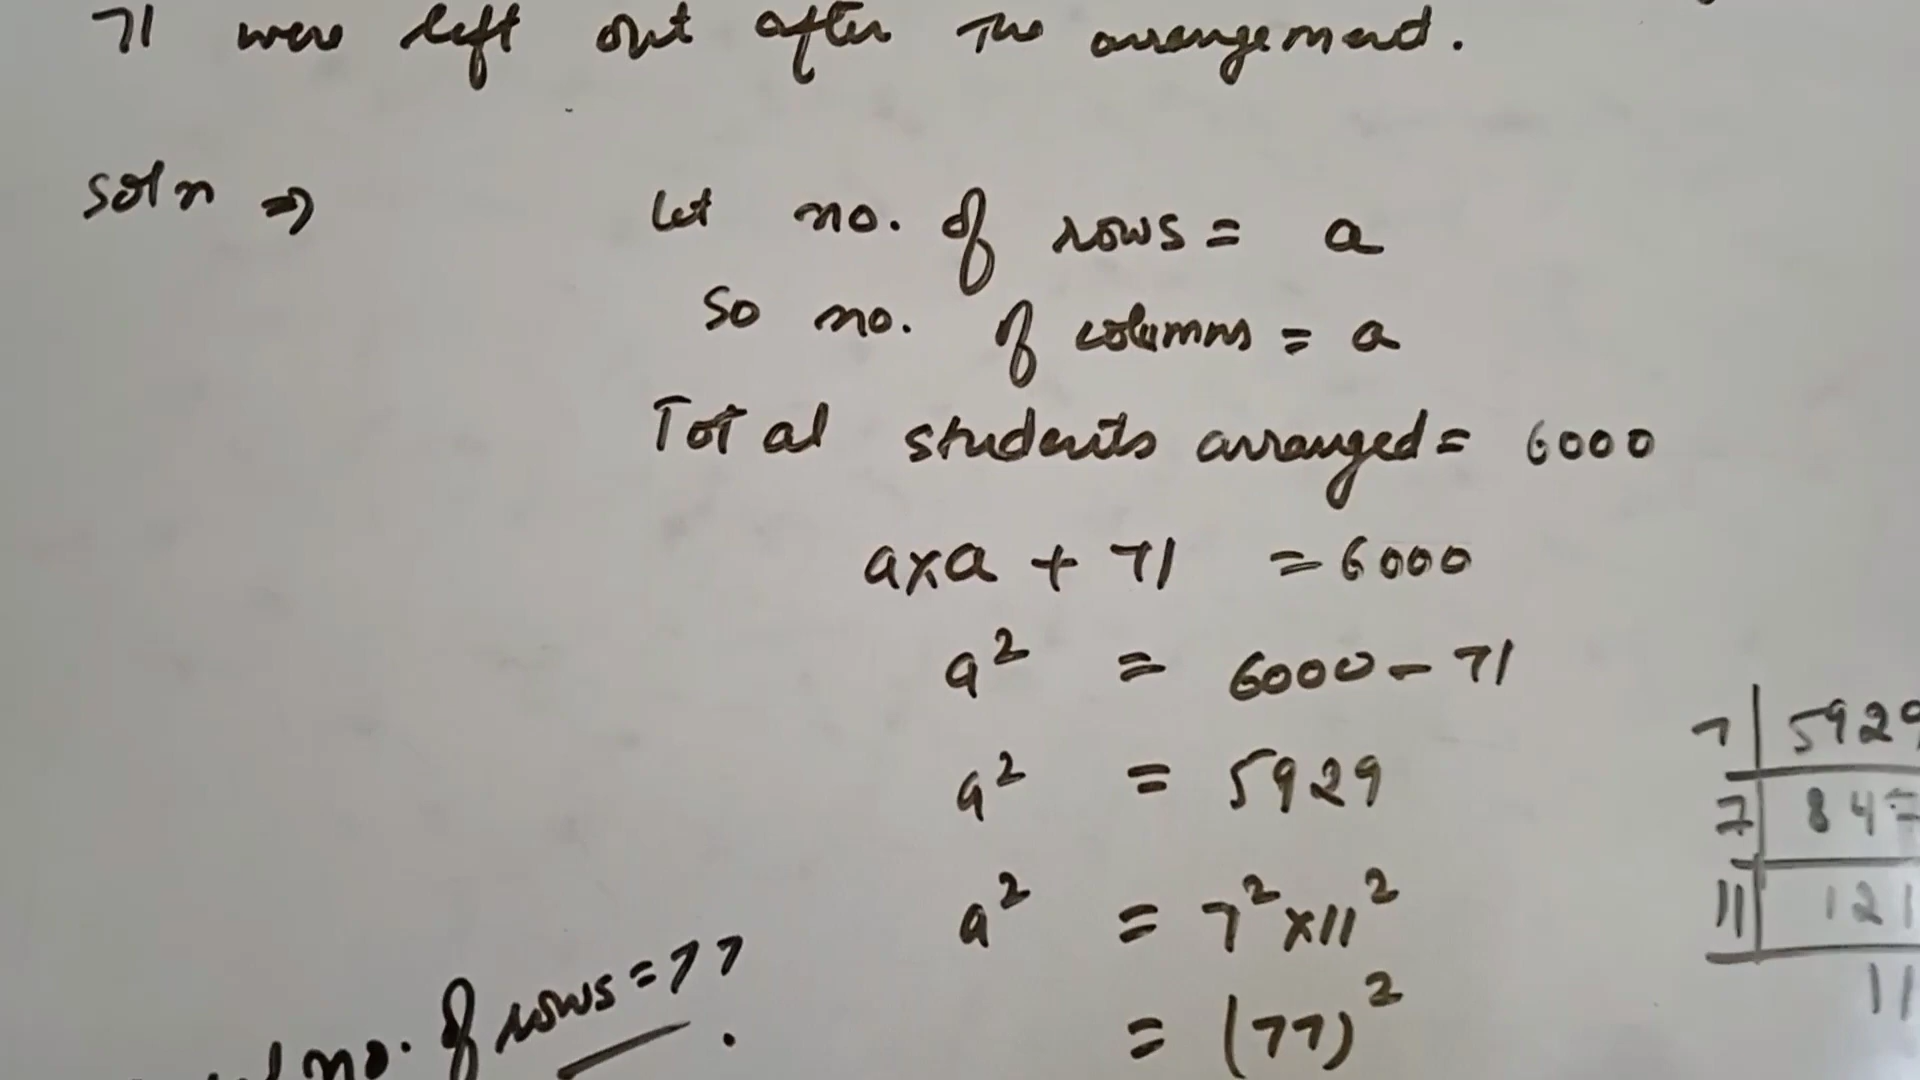 71 were left out after the arrangement.
Soln ⇒
Let no. of rows = a
So no. of columns = a
Total students arranged = 6000
a×a + 71 = 6000
a² = 6000 - 71
a² = 5929
a² = 7² × 11²
= (77)²
no. of rows = 77.
7 | 5929
7 | 847
11 | 121
11